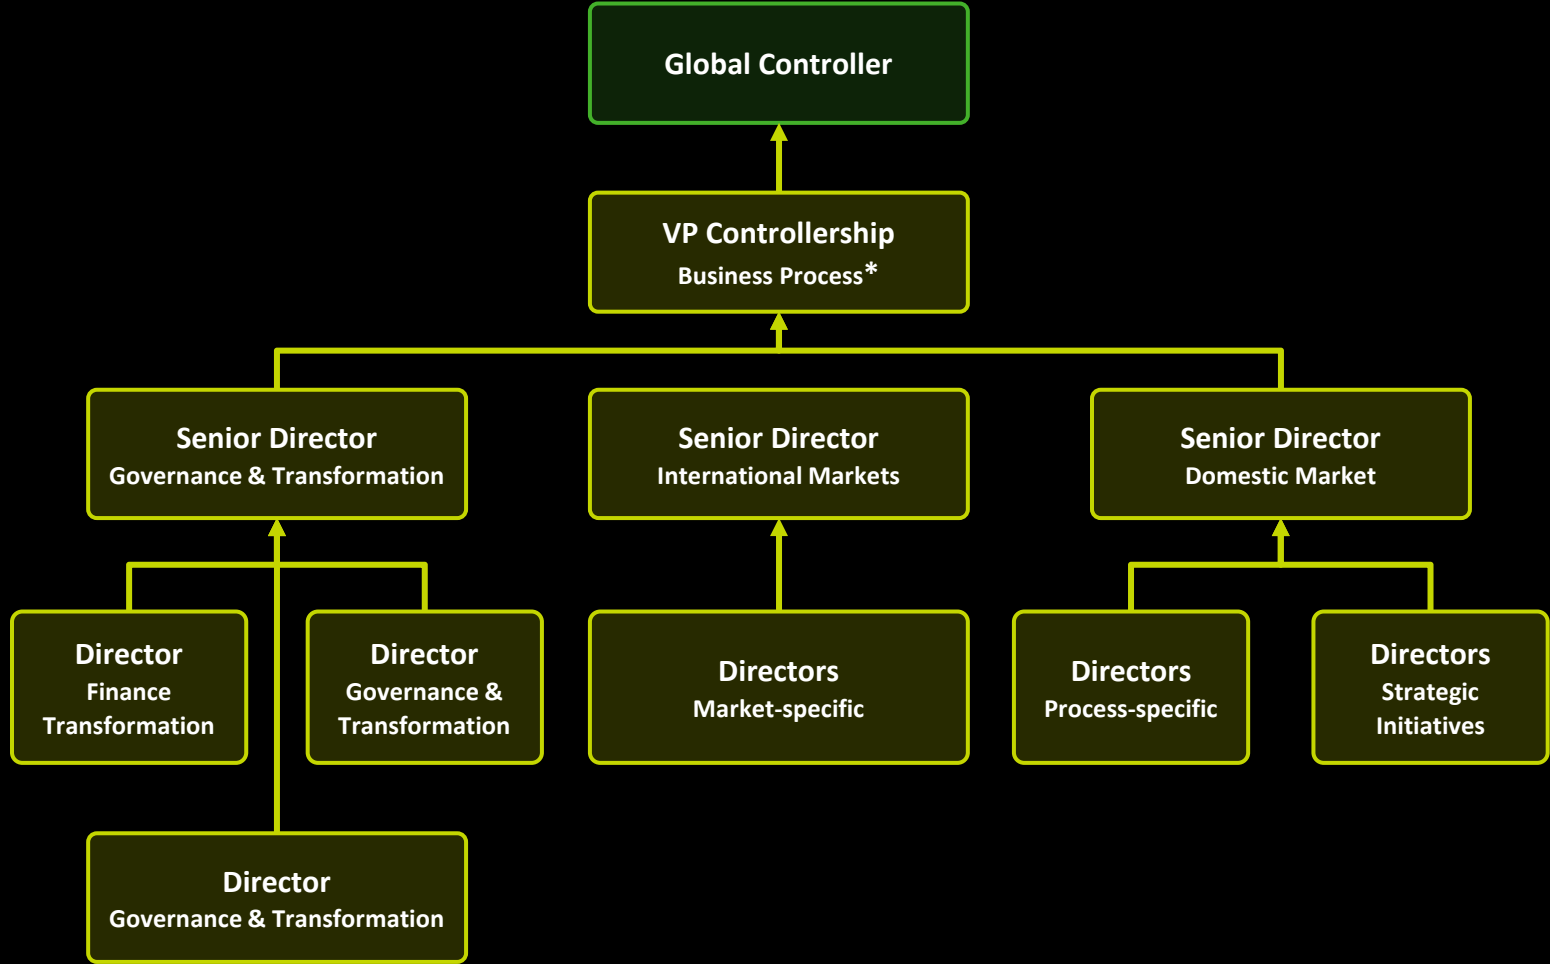 Global Controller
VP Controllership
Business Process*
Senior Director
Governance & Transformation
Senior Director
International Markets
Senior Director
Domestic Market
Director
Finance
Transformation
Director
Governance &
Transformation
Directors
Market-specific
Directors
Process-specific
Directors
Strategic
Initiatives
Director
Governance & Transformation